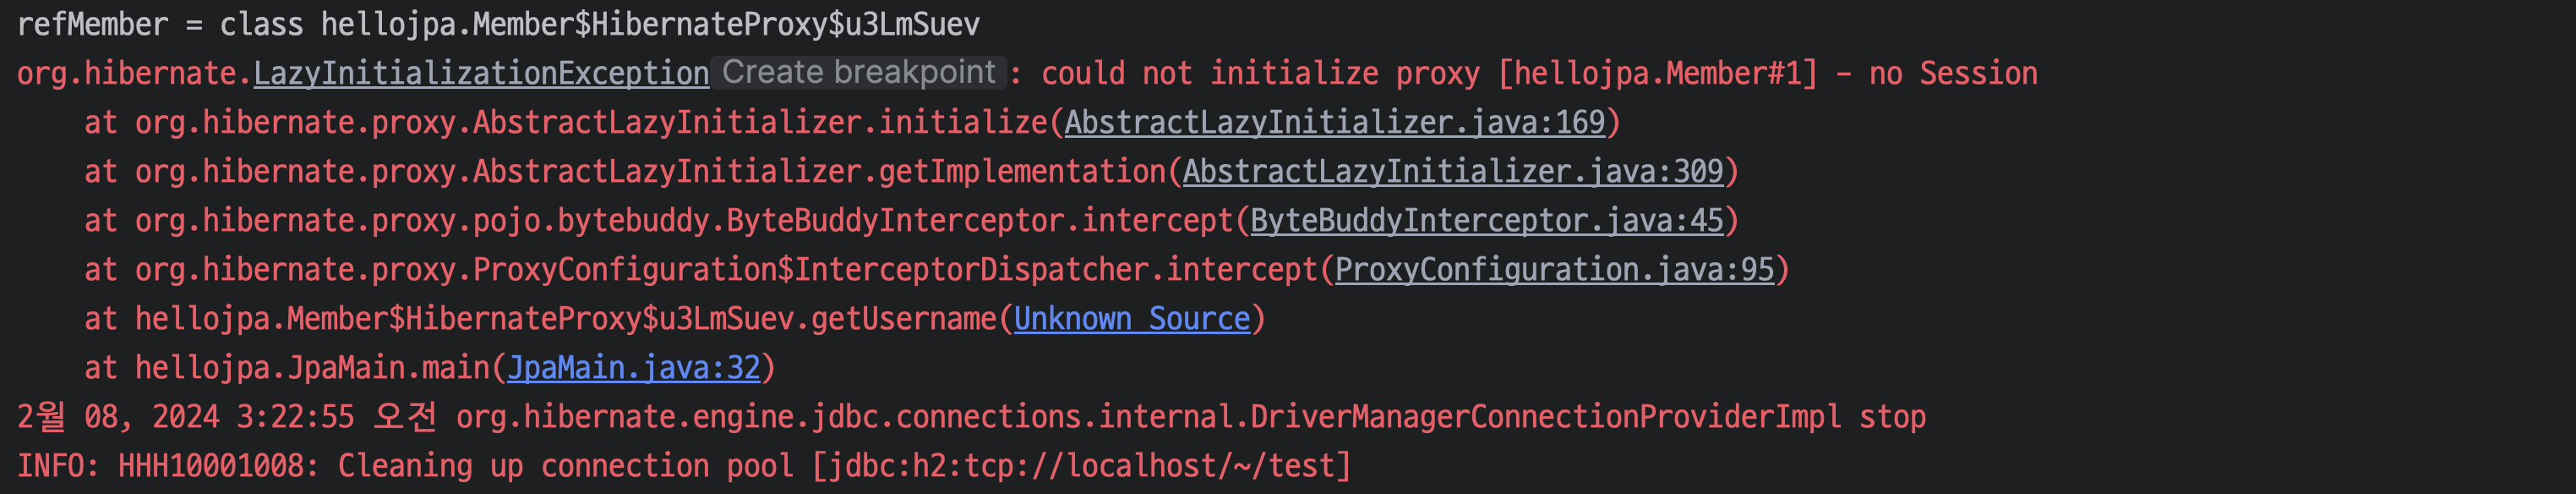 refMember = class hellojpa.Member$HibernateProxy$u3LmSuev
org.hibernate.LazyInitializationException Create breakpoint : could not initialize proxy [hellojpa.Member#1] - no Session
    at org.hibernate.proxy.AbstractLazyInitializer.initialize(AbstractLazyInitializer.java:169)
    at org.hibernate.proxy.AbstractLazyInitializer.getImplementation(AbstractLazyInitializer.java:309)
    at org.hibernate.proxy.pojo.bytebuddy.ByteBuddyInterceptor.intercept(ByteBuddyInterceptor.java:45)
    at org.hibernate.proxy.ProxyConfiguration$InterceptorDispatcher.intercept(ProxyConfiguration.java:95)
    at hellojpa.Member$HibernateProxy$u3LmSuev.getUsername(Unknown Source)
    at hellojpa.JpaMain.main(JpaMain.java:32)
2월 08, 2024 3:22:55 오전 org.hibernate.engine.jdbc.connections.internal.DriverManagerConnectionProviderImpl stop
INFO: HHH10001008: Cleaning up connection pool [jdbc:h2:tcp://localhost/~/test]